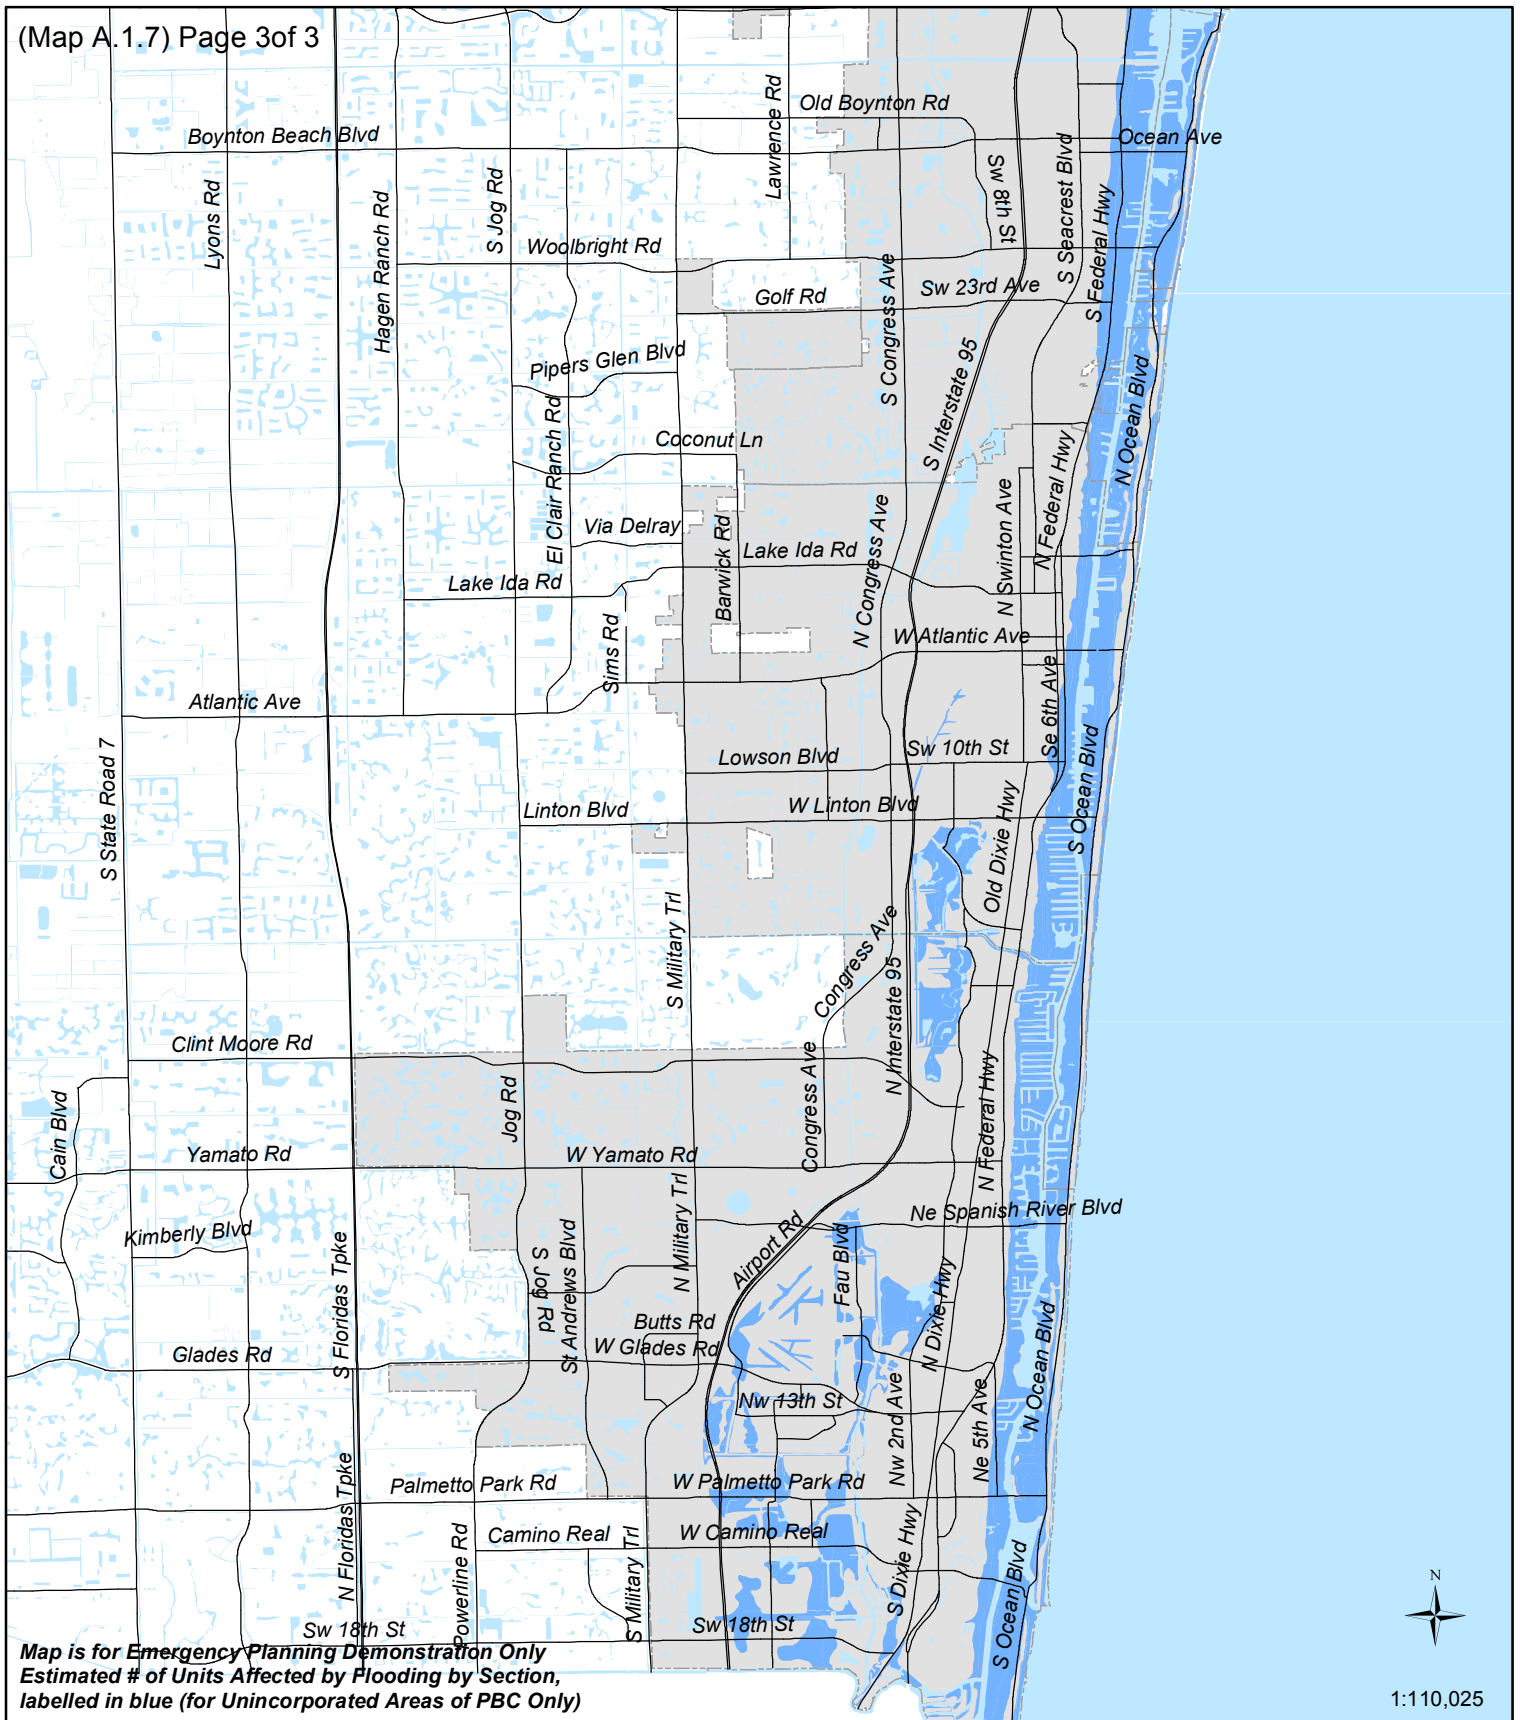 (Map A.1.7) Page 3of 3
Old Boynton Rd
Boynton Beach Blvd
Ocean Ave
Lawrence Rd
Lyons Rd
Hagen Ranch Rd
S Jog Rd
Sw 8th St
S Seacrest Blvd
S Federal Hwy
Woolbright Rd
Golf Rd
Sw 23rd Ave
S Congress Ave
S Interstate 95
Pipers Glen Blvd
N Ocean Blvd
El Clair Ranch Rd
Coconut Ln
N Federal Hwy
Via Delray
Barwick Rd
Lake Ida Rd
N Congress Ave
N Swinton Ave
Lake Ida Rd
Sims Rd
W Atlantic Ave
Atlantic Ave
Se 6th Ave
S State Road 7
Lowson Blvd
Sw 10th St
S Ocean Blvd
Linton Blvd
W Linton Blvd
Old Dixie Hwy
S Military Trl
Congress Ave
N Interstate 95
Clint Moore Rd
Cain Blvd
Jog Rd
Congress Ave
N Federal Hwy
Yamato Rd
W Yamato Rd
Kimberly Blvd
Ne Spanish River Blvd
S Floridas Tpke
S Jog Rd
St Andrews Blvd
N Military Trl
Airport Rd
Fau Blvd
N Dixie Hwy
N Ocean Blvd
Butts Rd
W Glades Rd
Glades Rd
Nw 13th St
Nw 2nd Ave
Ne 5th Ave
N Floridas Tpke
Palmetto Park Rd
W Palmetto Park Rd
Powerline Rd
Camino Real
S Military Trl
W Camino Real
S Dixie Hwy
S Ocean Blvd
Sw 18th St
Sw 18th St
N
Map is for Emergency Planning Demonstration Only
Estimated # of Units Affected by Flooding by Section,
labelled in blue (for Unincorporated Areas of PBC Only)
1:110,025